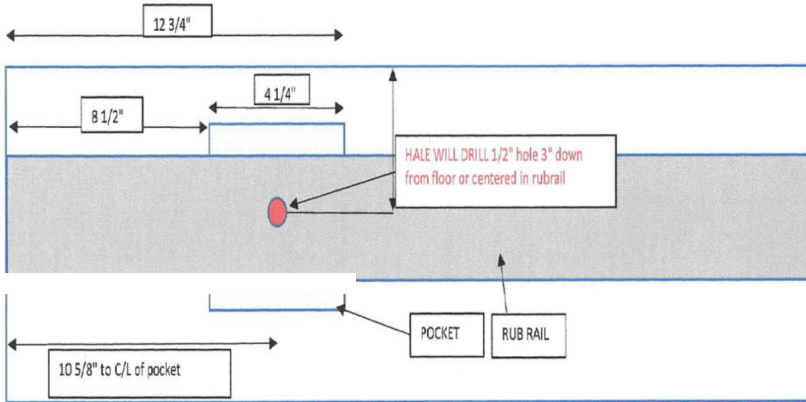 12 3/4"
4 1/4"
8 1/2"
HALE WILL DRILL 1/2" hole 3" down
from floor or centered in rubrail
POCKET
RUB RAIL
10 5/8" to C/L of pocket